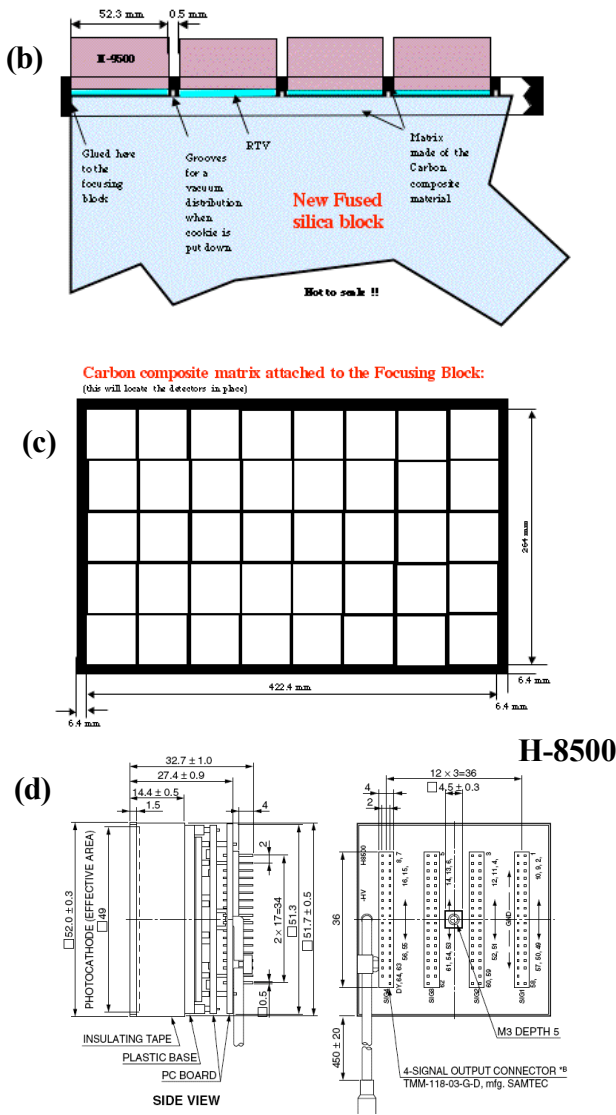 52.3 mm
0.5 mm
(b)
H-9500
Glued here
to the
focusing
block
Grooves
for a
vacuum
distribution
when
cookie is
put down
RTV
Matrix
made of the
Carbon
composite
material
New Fused
silica block
Not to scale !!
Carbon composite matrix attached to the Focusing Block:
(this will locate the detectors in place)
(c)
264 mm
422.4 mm
6.4 mm
6.4 mm
6.4 mm
H-8500
(d)
32.7 ± 1.0
27.4 ± 0.9
14.4 ± 0.5
1.5
4
2
□52.0 ± 0.3
PHOTOCATHODE (EFFECTIVE AREA)
□49
2 × 17=34
□51.3
□51.7 ± 0.5
□0.5
INSULATING TAPE
PLASTIC BASE
PC BOARD
SIDE VIEW
12 × 3=36
□4.5 ± 0.3
4
2
H8500
-HV
8, 7
16, 15,
5
14, 13, 6,
3
12, 11, 4,
1
10, 9, 2,
GND
36
DY, 64, 63
56, 55
61, 54, 53
62
60, 59
52, 51
58,
57, 50, 49
SIG4
SIG3
SIG2
SIG1
M3 DEPTH 5
450 ± 20
4-SIGNAL OUTPUT CONNECTOR *B
TMM-118-03-G-D, mfg. SAMTEC